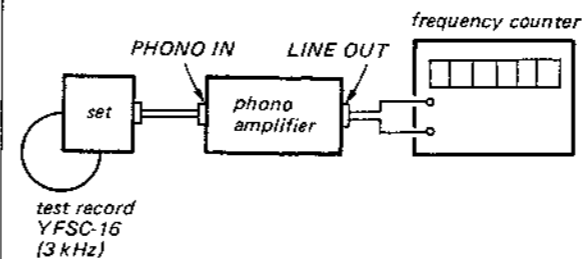 frequency counter
PHONO IN
LINE OUT
set
phono
amplifier
test record
YFSC-16
(3 kHz)